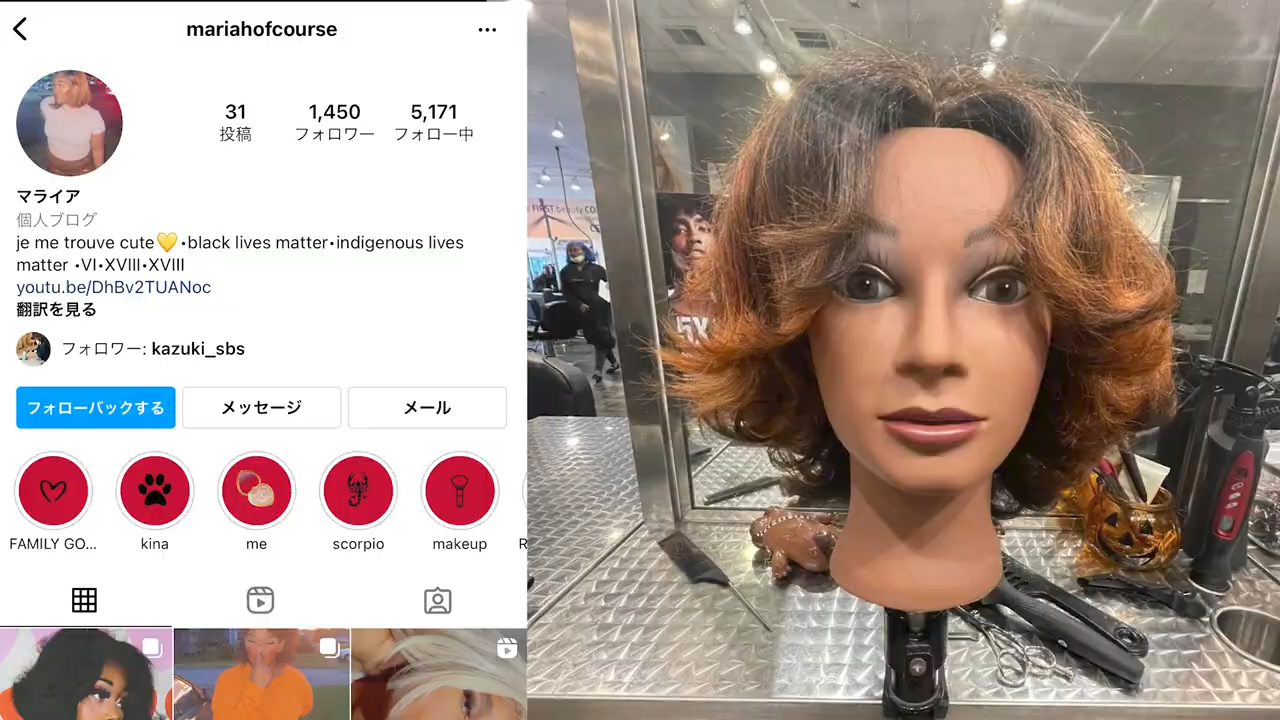 mariahofcourse
31
投稿
1,450
フォロワー
5,171
フォロー中
マライア
個人ブログ
je me trouve cute💛•black lives matter•indigenous lives
matter •VI•XVIII•XVIII
youtu.be/DhBv2TUANoc
翻訳を見る
フォロワー: kazuki_sbs
フォローバックする
メッセージ
メール
FAMILY GO...
kina
me
scorpio
makeup
R
FIRST beauty CO
5X